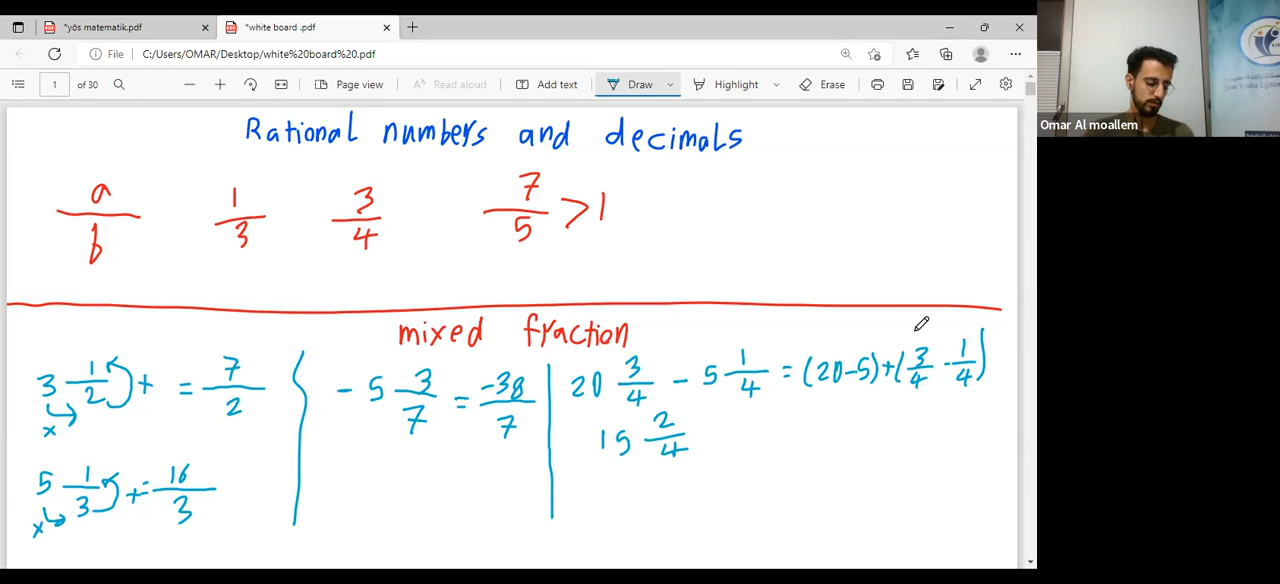 *yös matematik.pdf
*white board .pdf
File C:/Users/OMAR/Desktop/white%20board%20.pdf
1 of 30 Page view Read aloud Add text Draw Highlight Erase
Omar Al moallem
Rational numbers and decimals
a/b 1/3 3/4 7/5 > 1
mixed fraction
3 1/2 + = 7/2
x
- 5 3/7 = -38/7
20 3/4 - 5 1/4 = (20-5)+(3/4 - 1/4)
15 2/4
5 1/3 + = 16/3
x